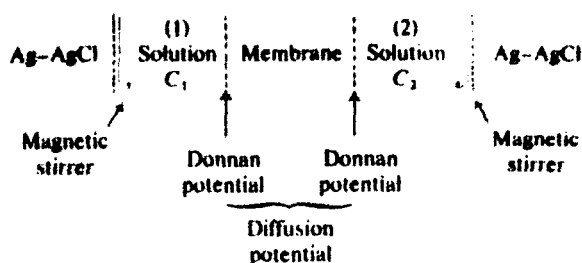 (1) (2)
Ag–AgCl Solution Membrane Solution Ag–AgCl
C₁ C₂
Magnetic stirrer
Donnan potential
Donnan potential
Magnetic stirrer
Diffusion potential